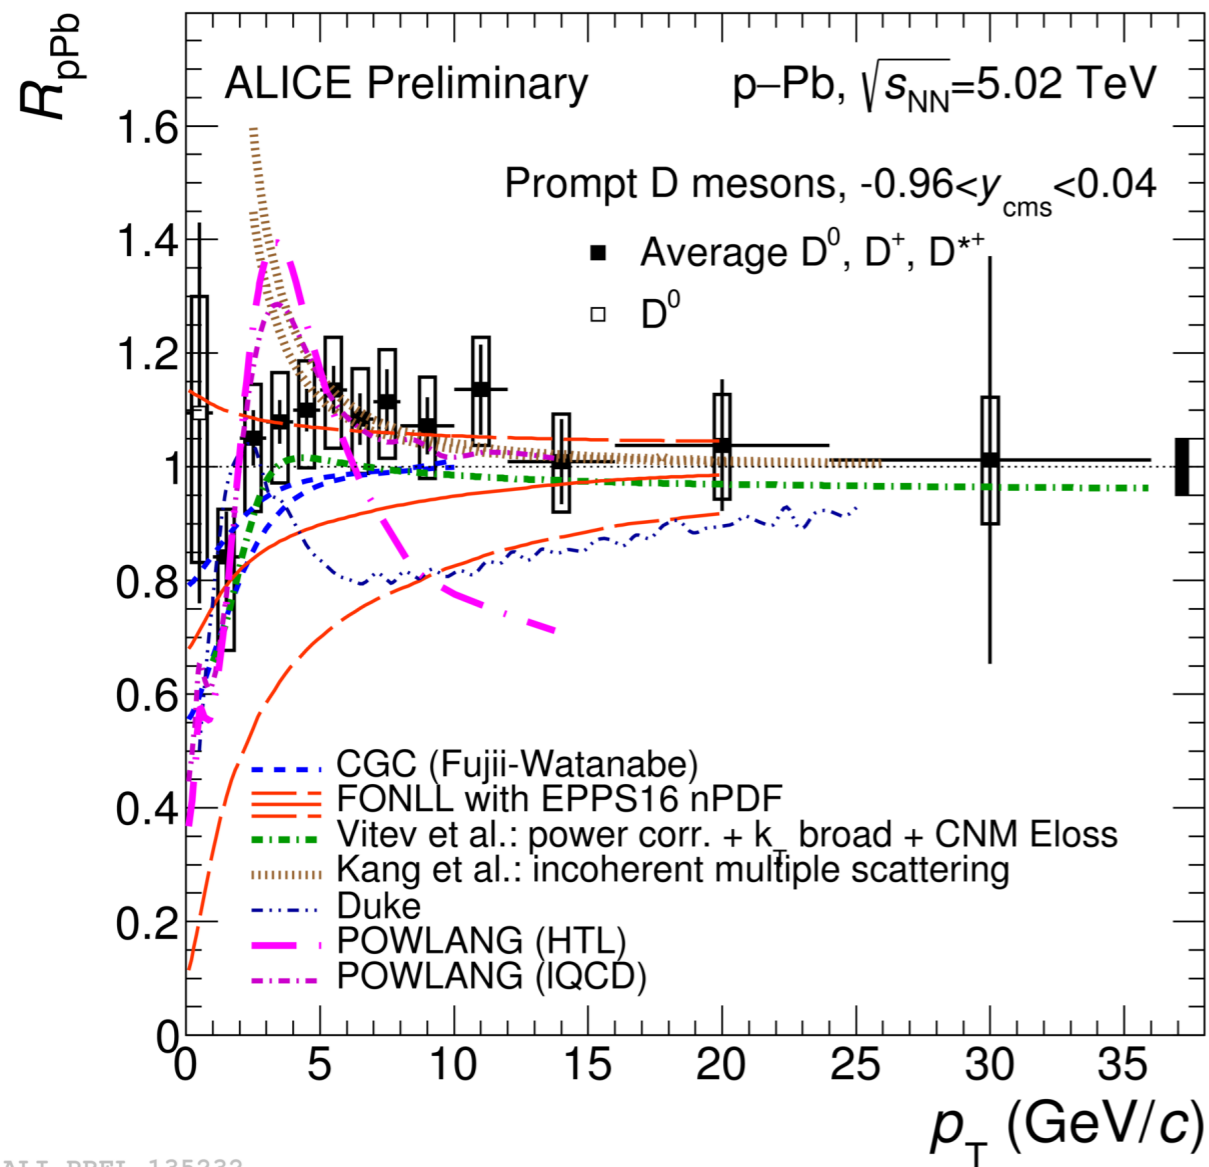 R_pPb
ALICE Preliminary
p–Pb, √s_NN=5.02 TeV
Prompt D mesons, -0.96<y_cms<0.04
Average D⁰, D⁺, D*⁺
D⁰
1.6
1.4
1.2
1
0.8
0.6
0.4
0.2
0
CGC (Fujii-Watanabe)
FONLL with EPPS16 nPDF
Vitev et al.: power corr. + k_T broad + CNM Eloss
Kang et al.: incoherent multiple scattering
Duke
POWLANG (HTL)
POWLANG (lQCD)
0 5 10 15 20 25 30 35
p_T (GeV/c)
ALI-PREL-135232